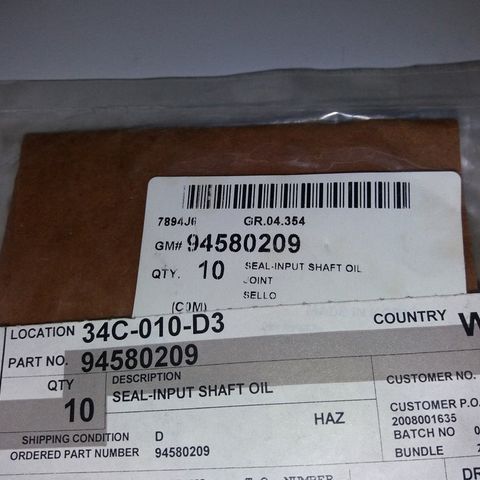 7894J6 GR.04.354
GM# 94580209
QTY. 10 SEAL-INPUT SHAFT OIL
JOINT
SELLO
(COM)
LOCATION 34C-010-D3 COUNTRY
PART NO. 94580209
QTY DESCRIPTION CUSTOMER NO.
10 SEAL-INPUT SHAFT OIL
HAZ CUSTOMER P.O.
2008001635
SHIPPING CONDITION D BATCH NO
ORDERED PART NUMBER 94580209 BUNDLE